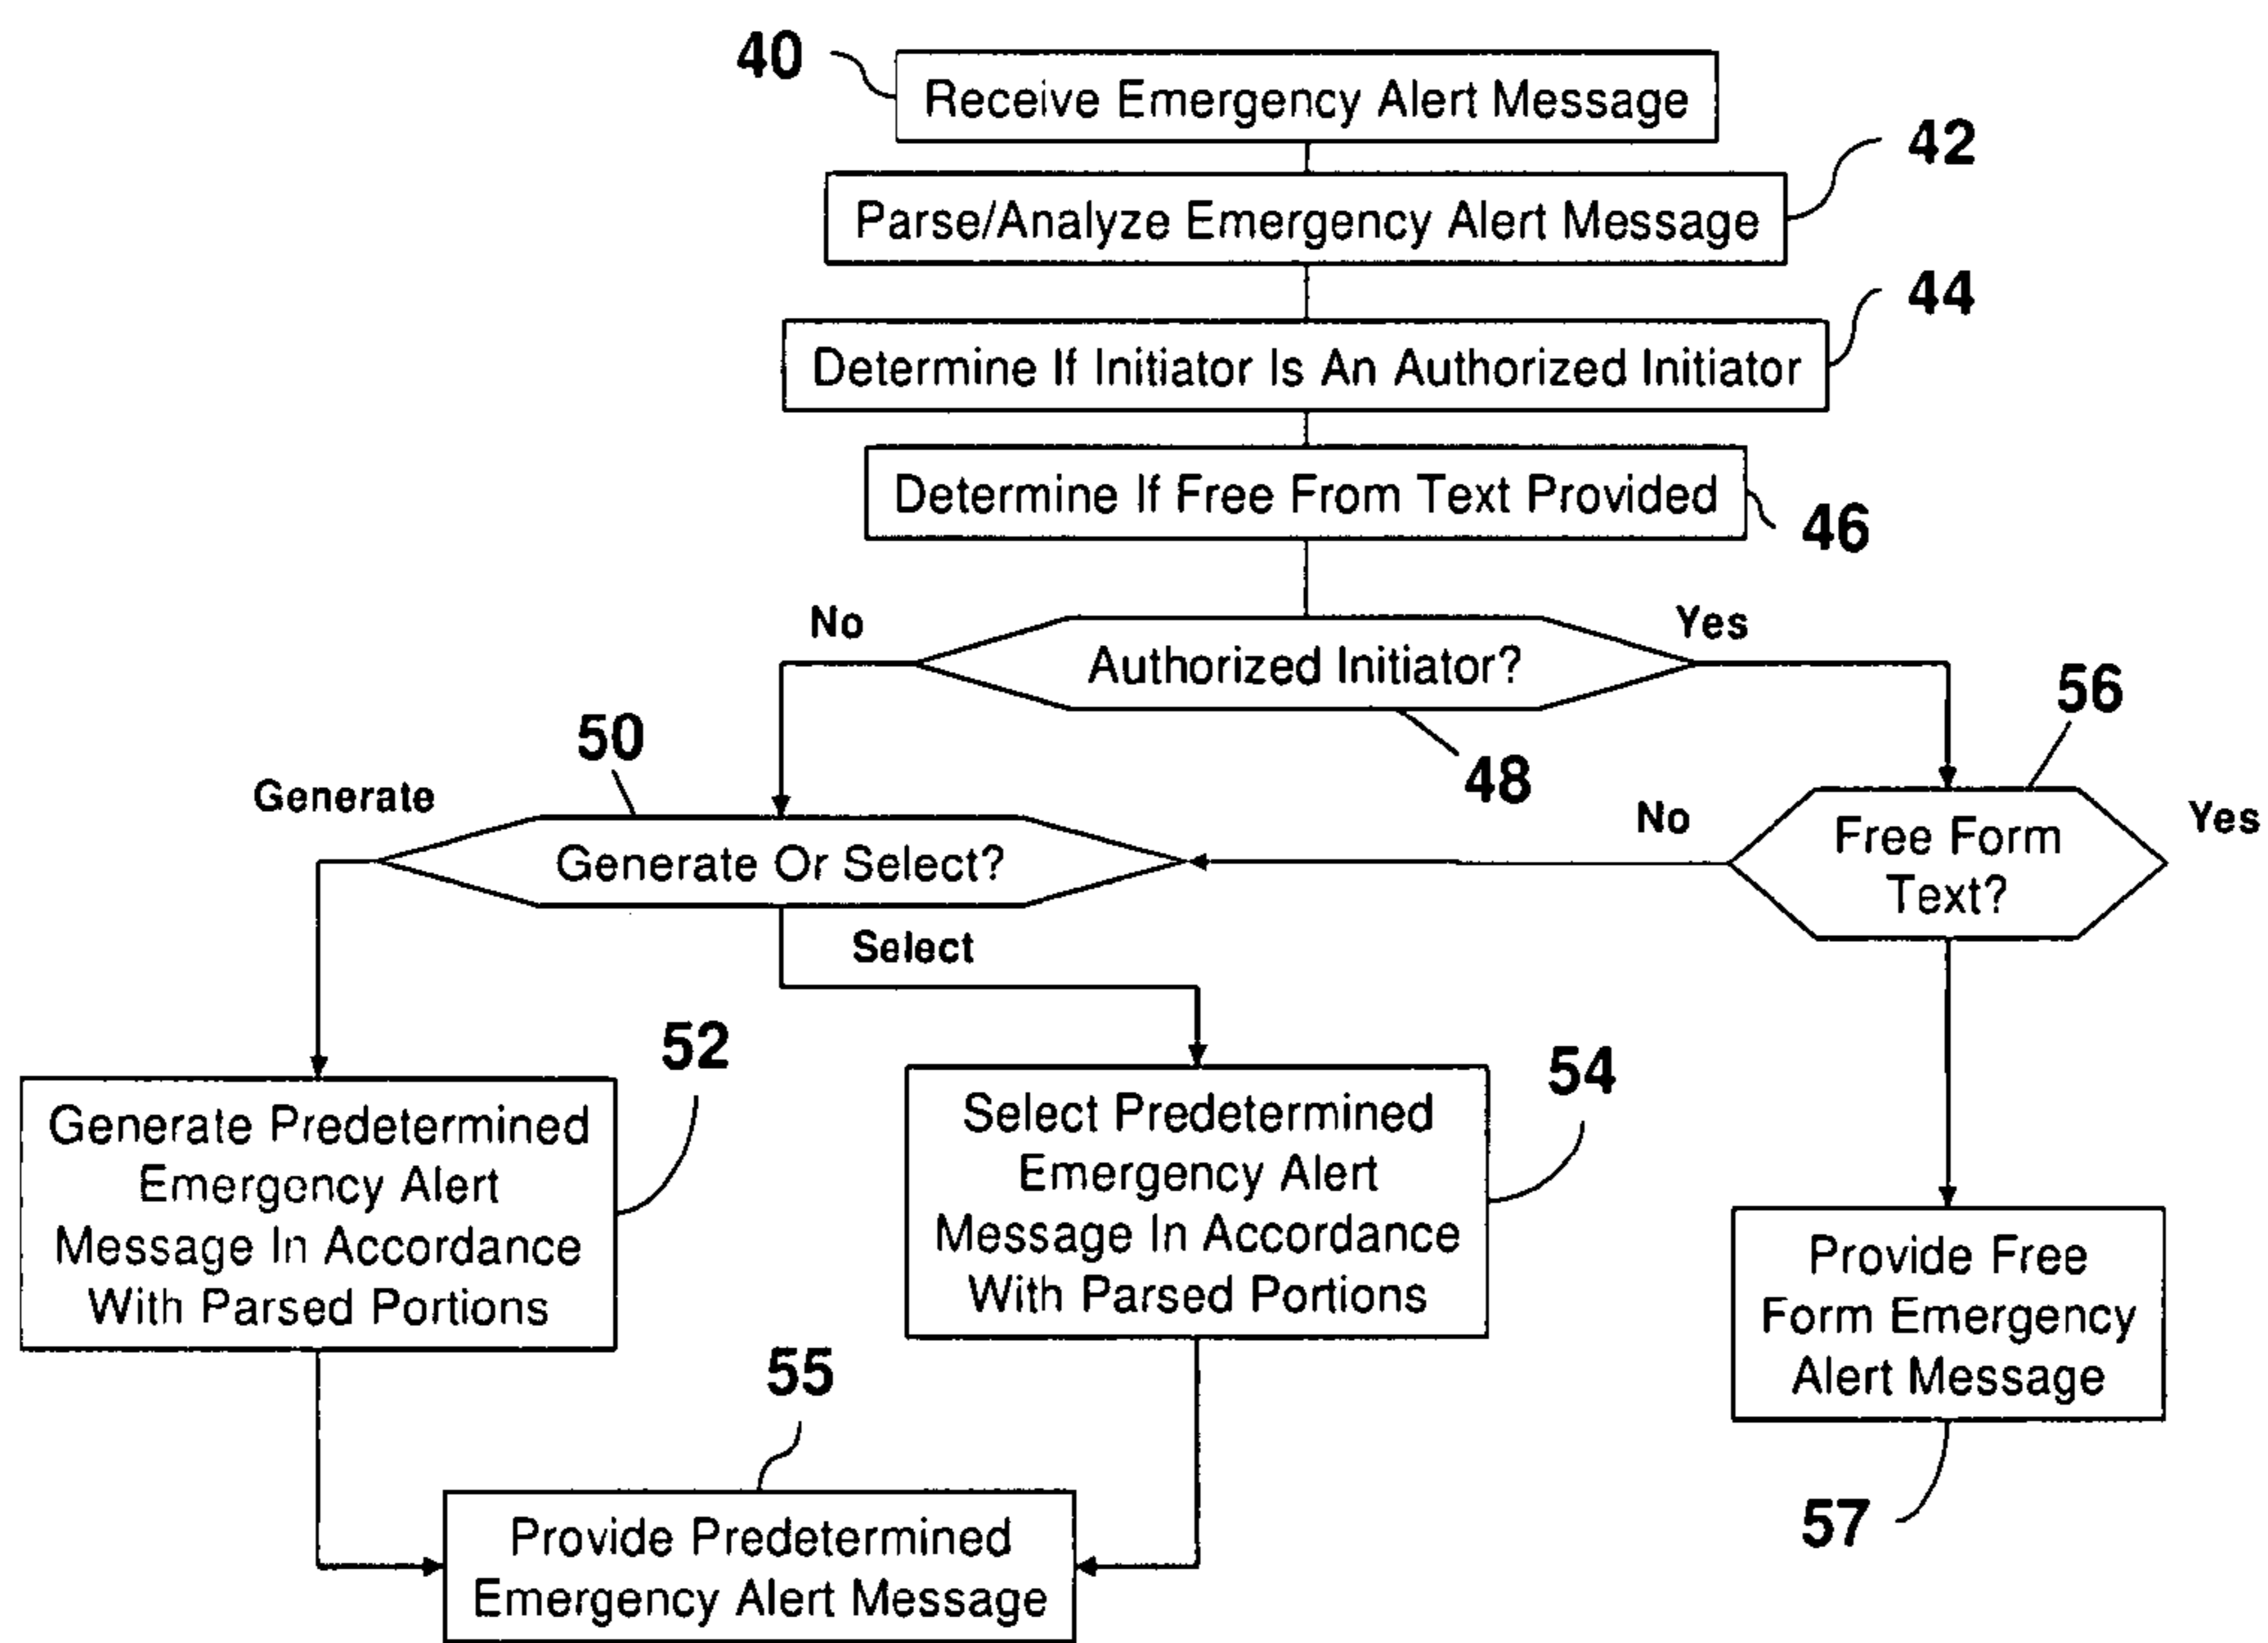 40
Receive Emergency Alert Message
42
Parse/Analyze Emergency Alert Message
44
Determine If Initiator Is An Authorized Initiator
Determine If Free From Text Provided
46
No
Yes
Authorized Initiator?
48
50
56
Generate
Generate Or Select?
No
Yes
Free Form
Text?
Select
52
54
Generate Predetermined
Emergency Alert
Message In Accordance
With Parsed Portions
Select Predetermined
Emergency Alert
Message In Accordance
With Parsed Portions
Provide Free
Form Emergency
Alert Message
55
57
Provide Predetermined
Emergency Alert Message